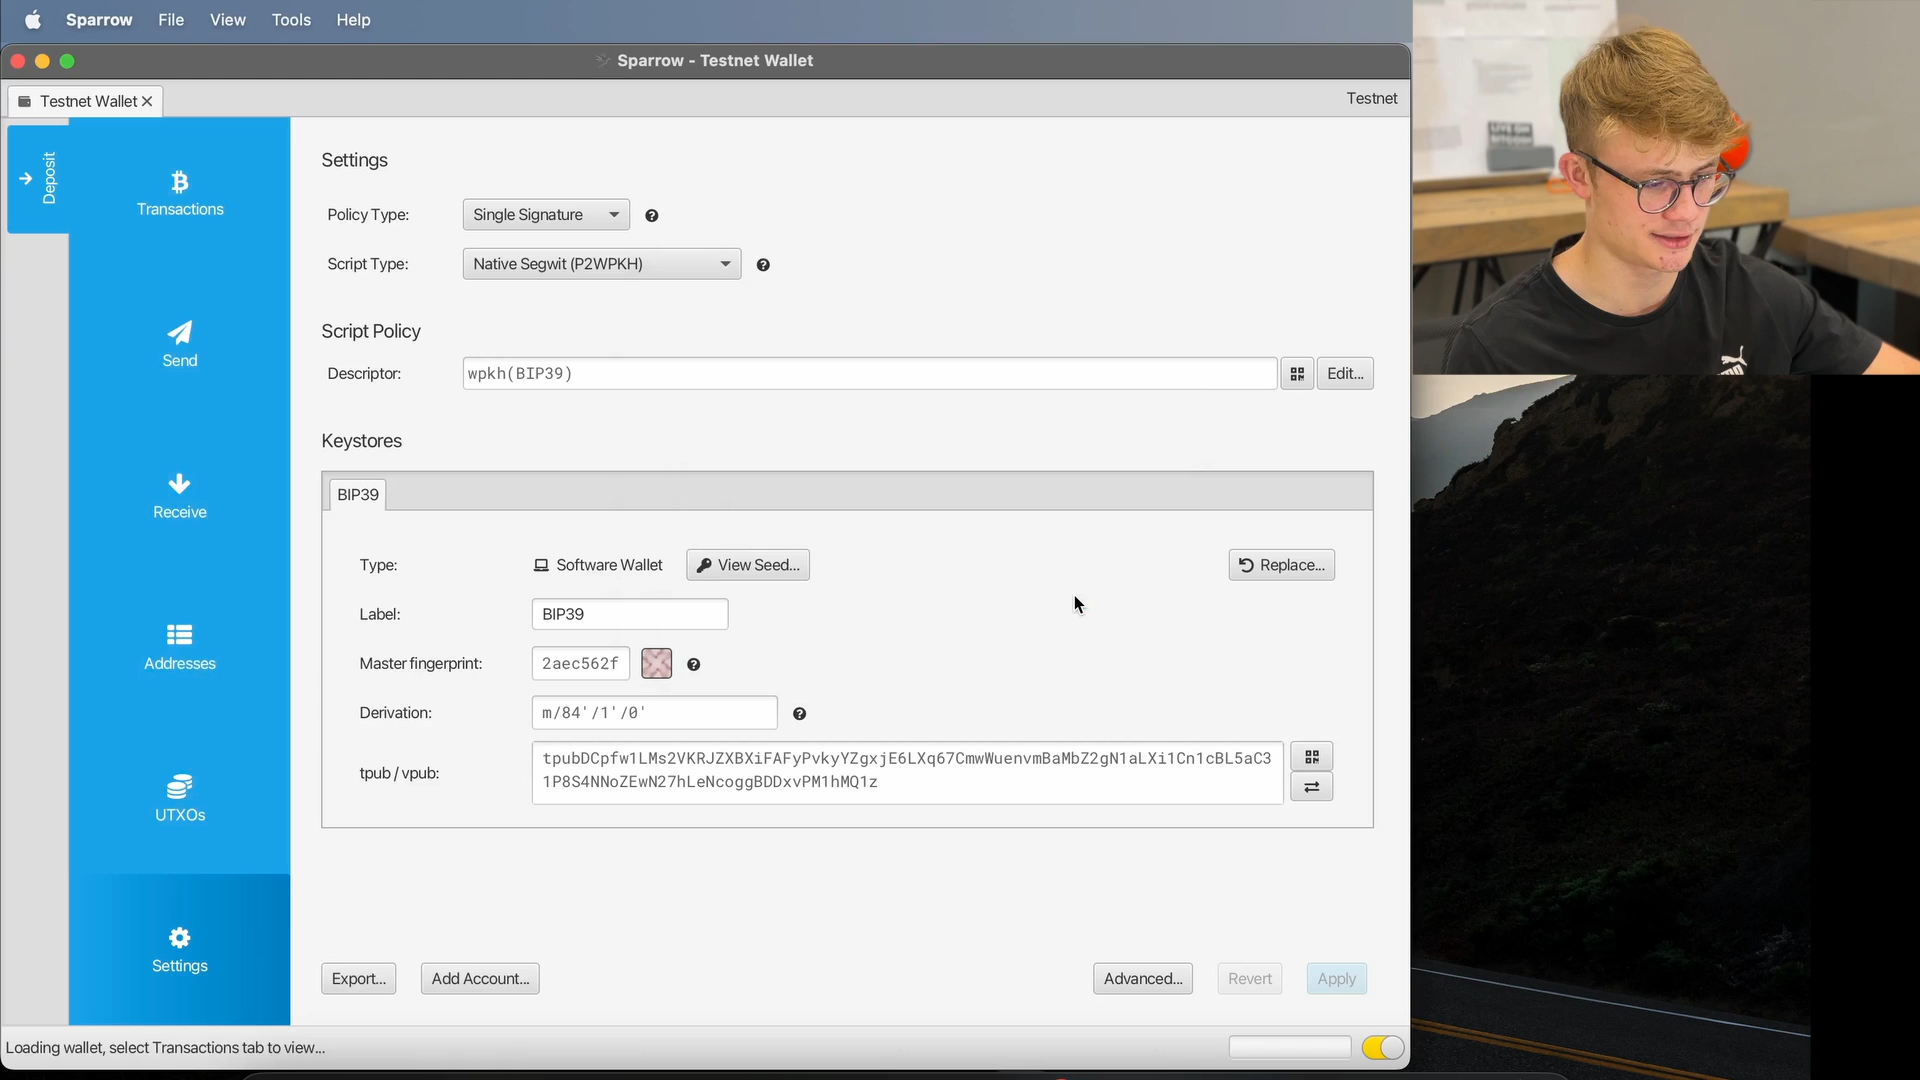 Sparrow File View Tools Help
Sparrow - Testnet Wallet
Testnet Wallet
Testnet
Deposit
Transactions
Send
Receive
Addresses
UTXOs
Settings
Settings
Policy Type: Single Signature
Script Type: Native Segwit (P2WPKH)
Script Policy
Descriptor: wpkh(BIP39) Edit...
Keystores
BIP39
Type: Software Wallet View Seed... Replace...
Label: BIP39
Master fingerprint: 2aec562f
Derivation: m/84'/1'/0'
tpub / vpub:
tpubDCpfw1LMs2VKRJZXBXiFAFyPvkyYZgxjE6LXq67CmwWuenvmBaMbZ2gN1aLXi1Cn1cBL5aC3
1P8S4NNoZEwN27hLeNcoggBDDxvPM1hMQ1z
Export... Add Account... Advanced... Revert Apply
Loading wallet, select Transactions tab to view...